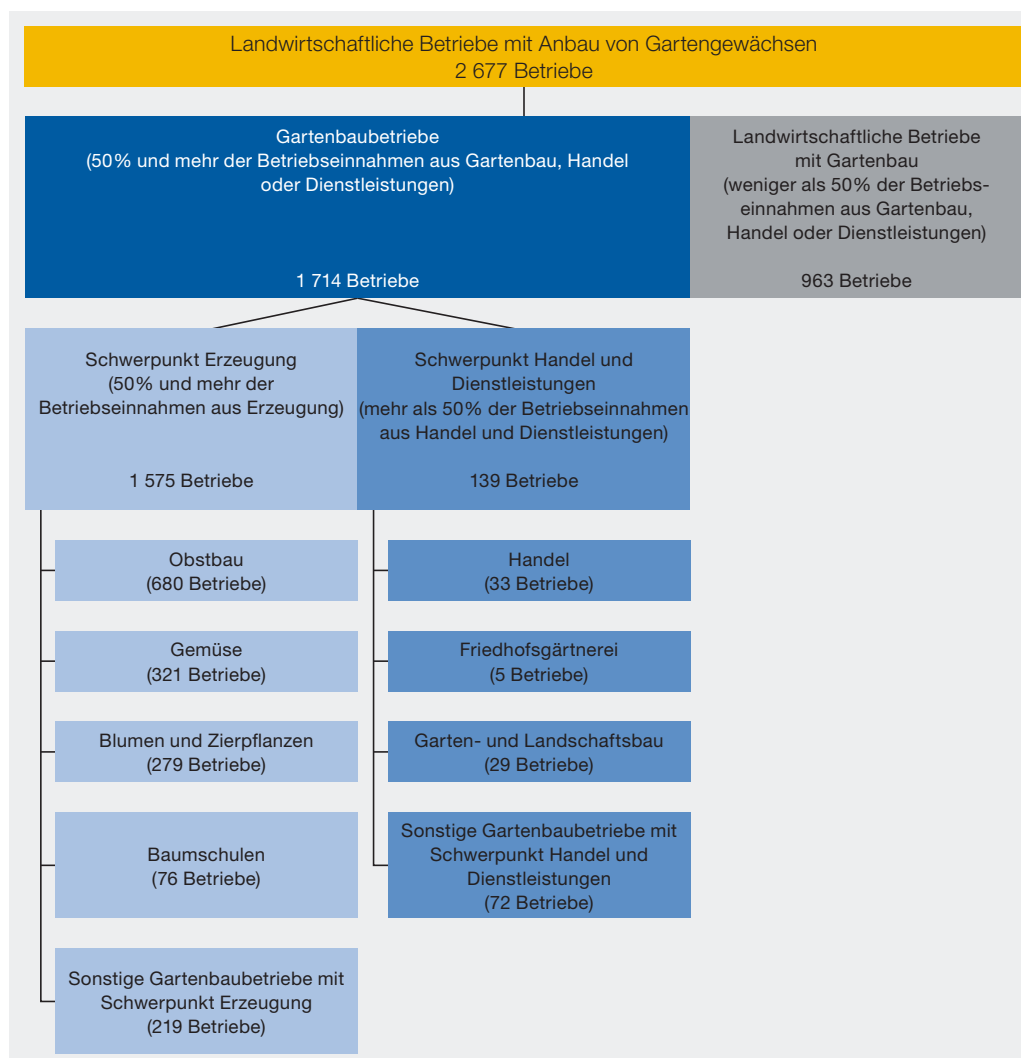 Landwirtschaftliche Betriebe mit Anbau von Gartengewächsen
2 677 Betriebe
Gartenbaubetriebe
(50% und mehr der Betriebseinnahmen aus Gartenbau, Handel
oder Dienstleistungen)
1 714 Betriebe
Landwirtschaftliche Betriebe
mit Gartenbau
(weniger als 50% der Betriebs-
einnahmen aus Gartenbau,
Handel oder Dienstleistungen)
963 Betriebe
Schwerpunkt Erzeugung
(50% und mehr der
Betriebseinnahmen aus Erzeugung)
1 575 Betriebe
Schwerpunkt Handel und
Dienstleistungen
(mehr als 50% der Betriebseinnahmen
aus Handel und Dienstleistungen)
139 Betriebe
Obstbau
(680 Betriebe)
Gemüse
(321 Betriebe)
Blumen und Zierpflanzen
(279 Betriebe)
Baumschulen
(76 Betriebe)
Sonstige Gartenbaubetriebe mit
Schwerpunkt Erzeugung
(219 Betriebe)
Handel
(33 Betriebe)
Friedhofsgärtnerei
(5 Betriebe)
Garten- und Landschaftsbau
(29 Betriebe)
Sonstige Gartenbaubetriebe mit
Schwerpunkt Handel und
Dienstleistungen
(72 Betriebe)